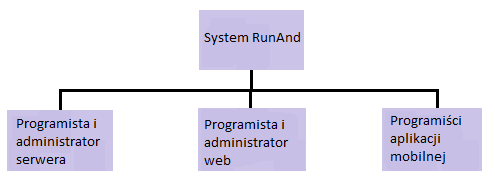 System RunAnd
Programista i
administrator
serwera
Programista i
administrator
web
Programiści
aplikacji
mobilnej